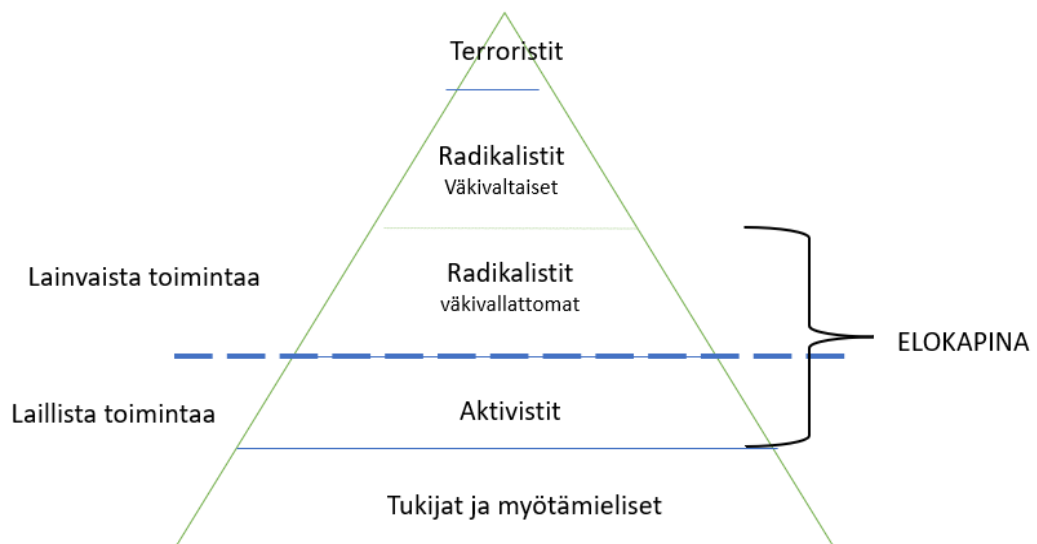 Terroristit
Radikalistit
Väkivaltaiset
Lainvaista toimintaa
Radikalistit
väkivallattomat
ELOKAPINA
Laillista toimintaa
Aktivistit
Tukijat ja myötämieliset